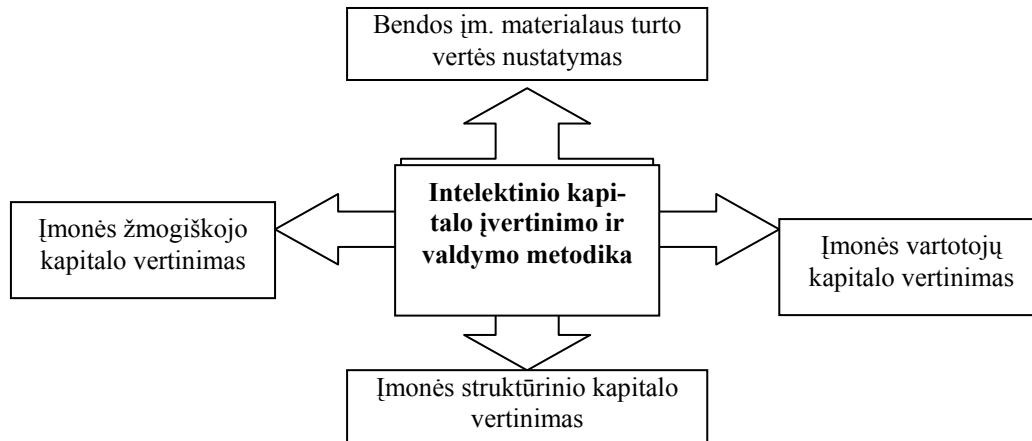 Bendos įm. materialaus turto
vertės nustatymas
Intelektinio kapi-
talo įvertinimo ir
valdymo metodika
Įmonės žmogiškojo
kapitalo vertinimas
Įmonės vartotojų
kapitalo vertinimas
Įmonės struktūrinio kapitalo
vertinimas